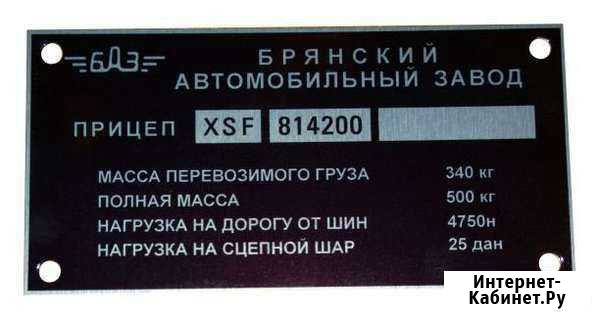 БАЗ
БРЯНСКИЙ
АВТОМОБИЛЬНЫЙ ЗАВОД
ПРИЦЕП XSF 814200
МАССА ПЕРЕВОЗИМОГО ГРУЗА 340 кг
ПОЛНАЯ МАССА 500 кг
НАГРУЗКА НА ДОРОГУ ОТ ШИН 4750н
НАГРУЗКА НА СЦЕПНОЙ ШАР 25 дан
Интернет-
Кабинет.Ру